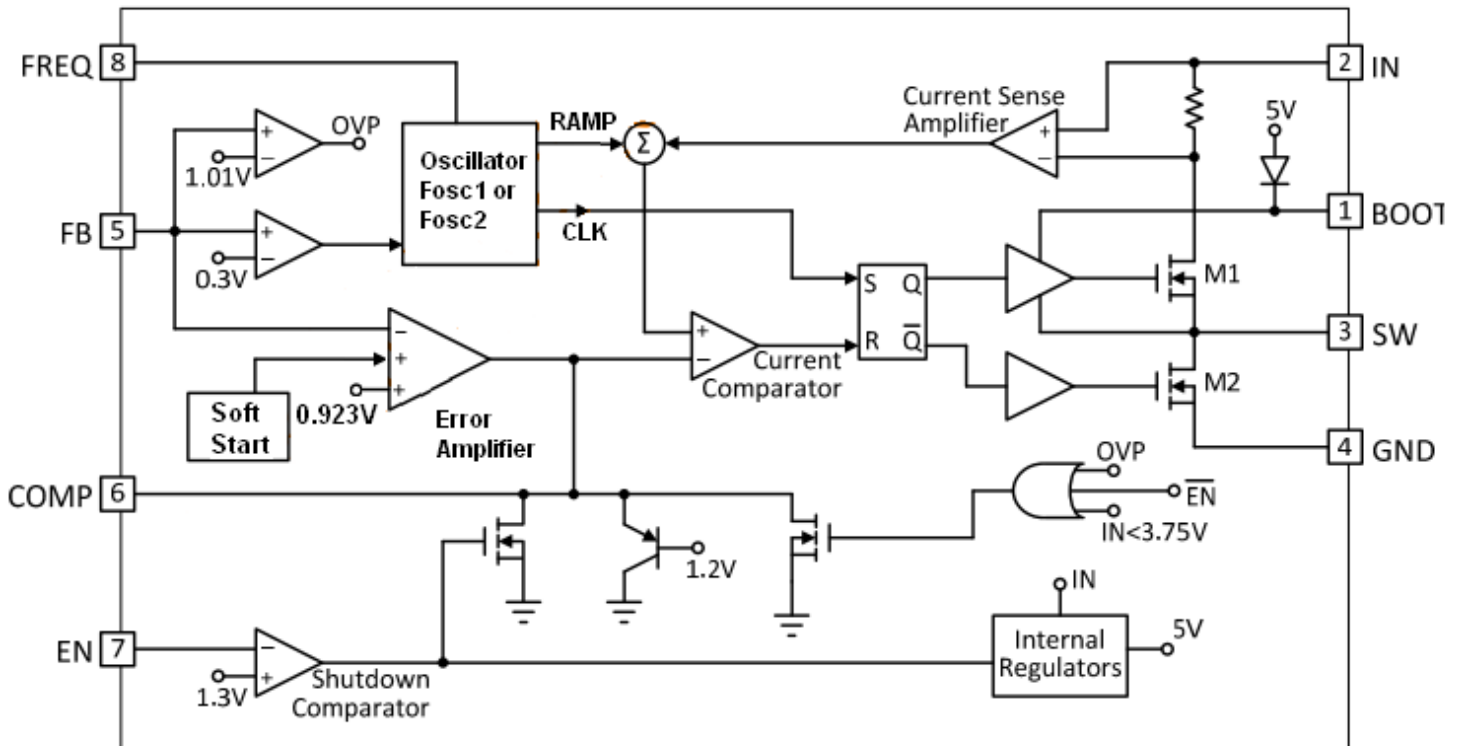 FREQ 8
2 IN
Current Sense
Amplifier
+
−
5V
RAMP
Σ
OVP
+
−
1.01V
Oscillator
Fosc1 or
Fosc2
CLK
1 BOOT
FB 5
+
−
0.3V
S Q
R Q̅
M1
3 SW
−
+
+
0.923V
Soft
Start
Error
Amplifier
+
−
Current
Comparator
M2
4 GND
COMP 6
OVP
E̅N̅
IN<3.75V
1.2V
IN
Internal
Regulators
5V
EN 7
−
+
1.3V
Shutdown
Comparator